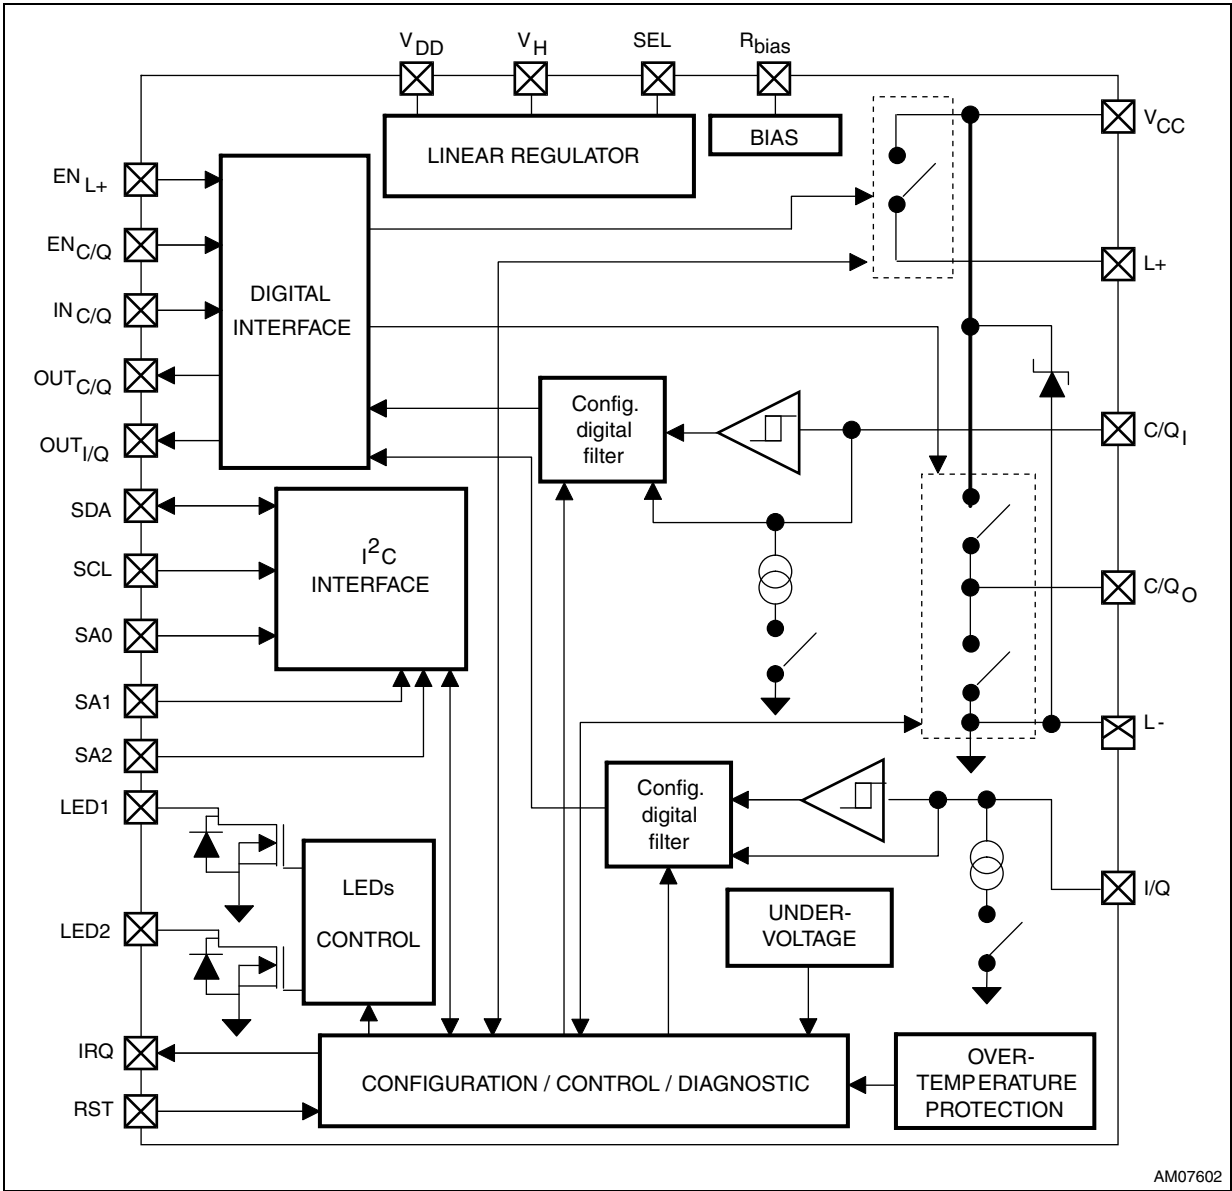 VDD VH SEL Rbias
LINEAR REGULATOR
BIAS
VCC
L+
C/QI
C/QO
L-
I/Q
ENL+
ENC/Q
INC/Q
OUTC/Q
OUTI/Q
SDA
SCL
SA0
SA1
SA2
LED1
LED2
IRQ
RST
DIGITAL
INTERFACE
Config.
digital
filter
I2C
INTERFACE
Config.
digital
filter
LEDs
CONTROL
UNDER-
VOLTAGE
CONFIGURATION / CONTROL / DIAGNOSTIC
OVER-
TEMPERATURE
PROTECTION
AM07602